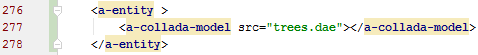 276 <a-entity >
277 <a-collada-model src="trees.dae"></a-collada-model>
278 </a-entity>